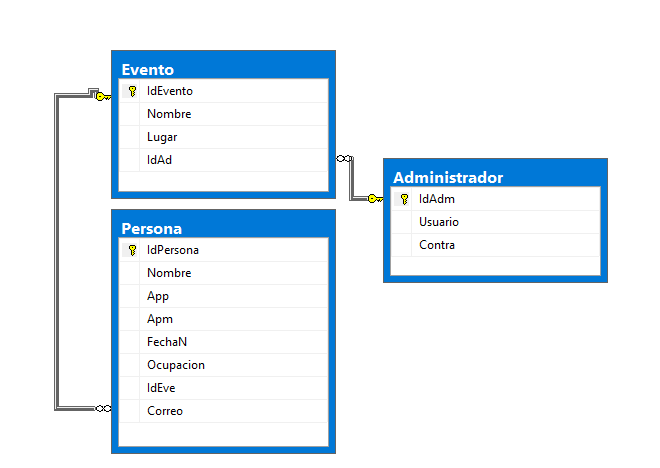 Evento
IdEvento
Nombre
Lugar
IdAd
Administrador
IdAdm
Usuario
Contra
Persona
IdPersona
Nombre
App
Apm
FechaN
Ocupacion
IdEve
Correo